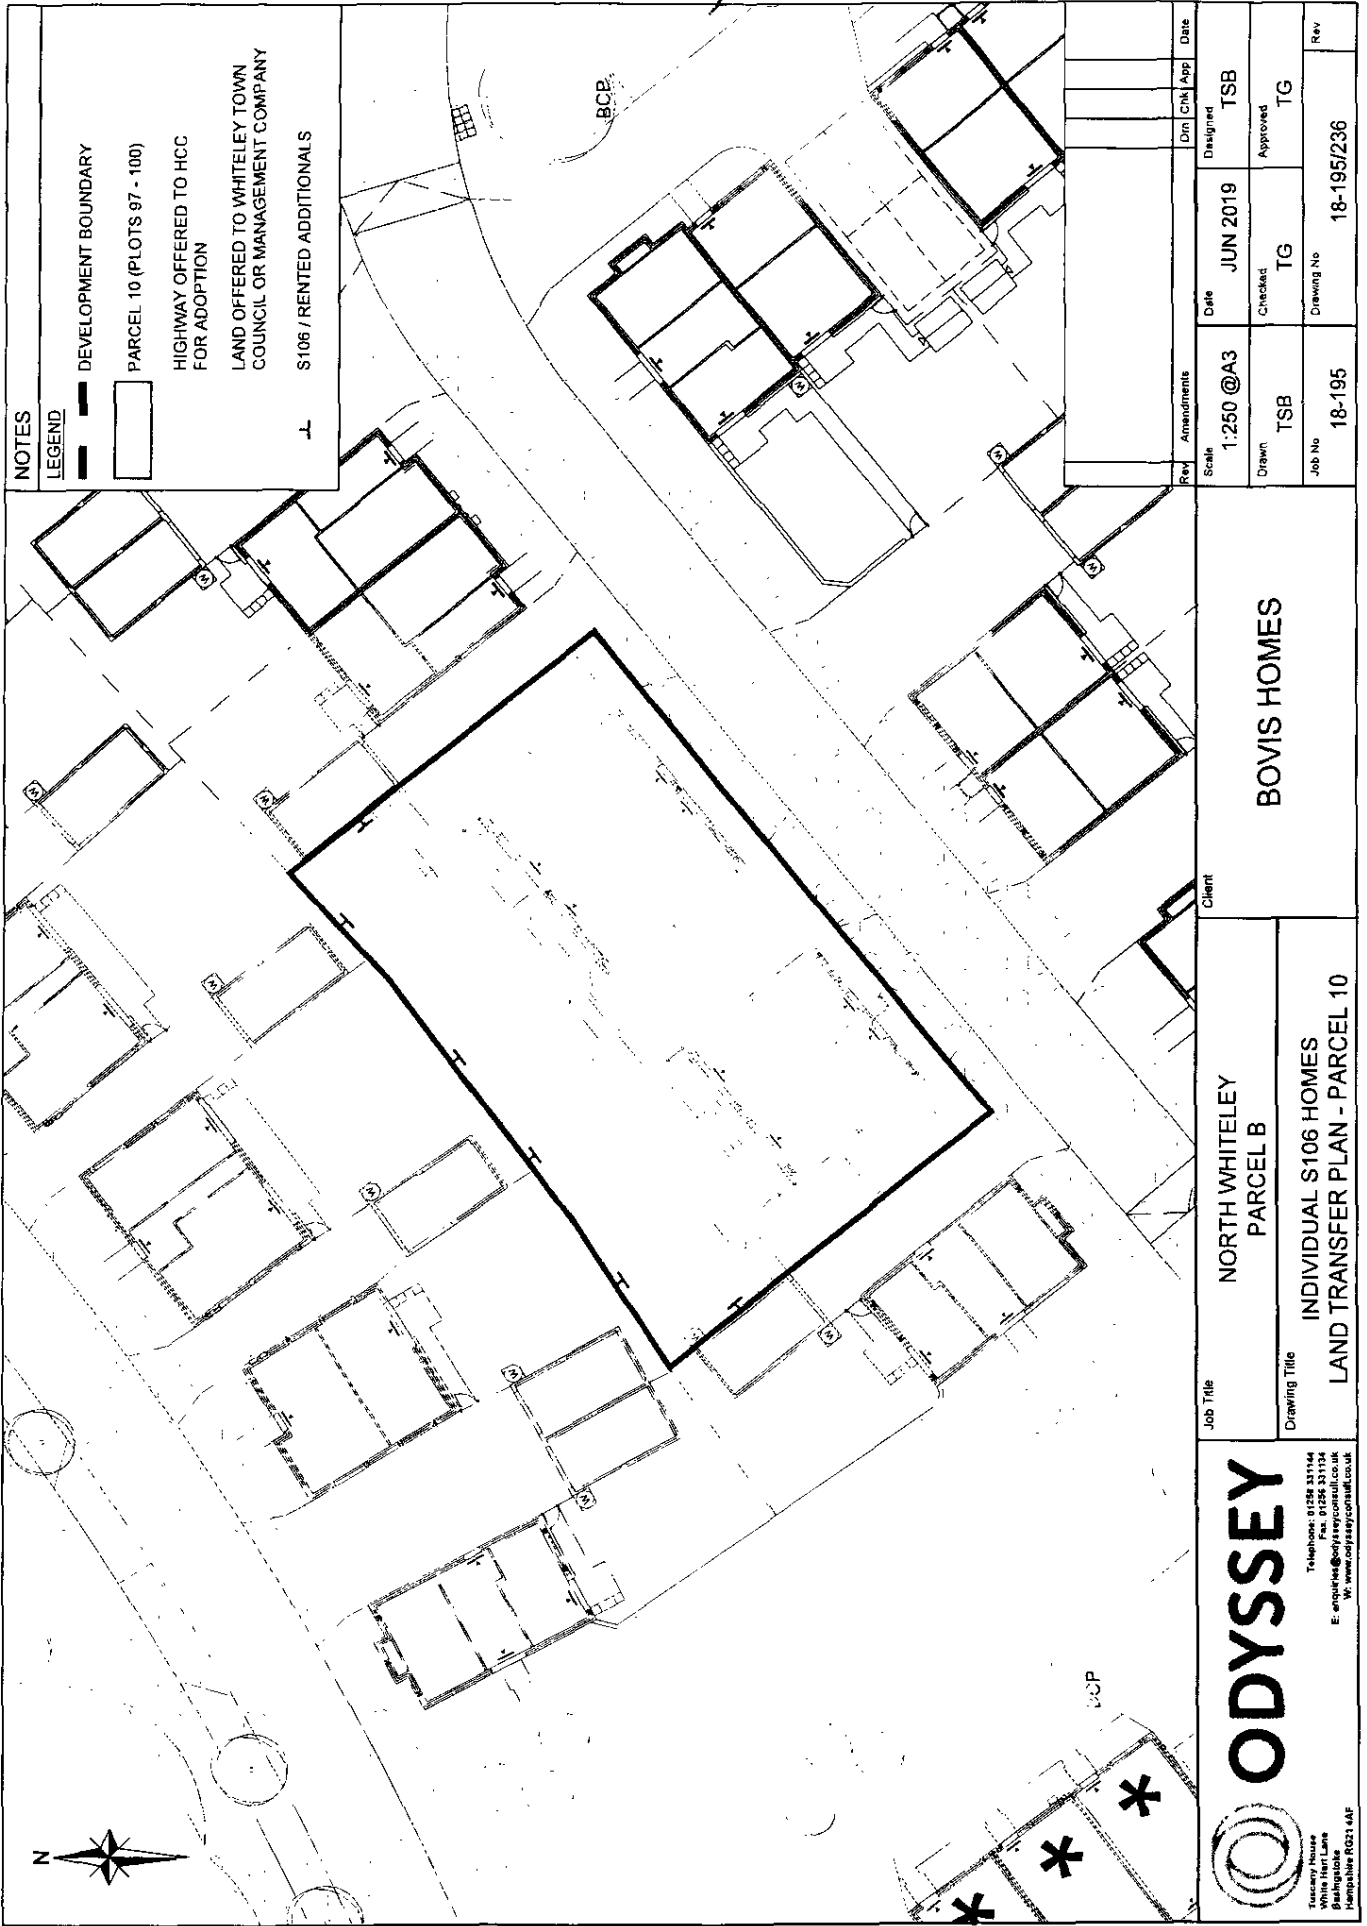 NOTES
LEGEND
DEVELOPMENT BOUNDARY
PARCEL 10 (PLOTS 97 - 100)
HIGHWAY OFFERED TO HCC
FOR ADOPTION
LAND OFFERED TO WHITELEY TOWN
COUNCIL OR MANAGEMENT COMPANY
S106 / RENTED ADDITIONALS
N
BCP
W
W
W
W
W
W
W
W
W
W
W
Rev
Amendments
Drn
Chk
App
Date
Scale
1:250 @A3
Date
JUN 2019
Designed
TSB
Drawn
TSB
Checked
TG
Approved
TG
Job No
18-195
Drawing No
18-195/236
Rev
Client
BOVIS HOMES
Job Title
NORTH WHITELEY
PARCEL B
Drawing Title
INDIVIDUAL S106 HOMES
LAND TRANSFER PLAN - PARCEL 10
ODYSSEY
Tuscany House
White Hart Lane
Basingstoke
Hampshire RG21 4AF
Telephone: 01256 331144
Fax. 01256 331134
E: enquiries@odysseyconsult.co.uk
W: www.odysseyconsult.co.uk